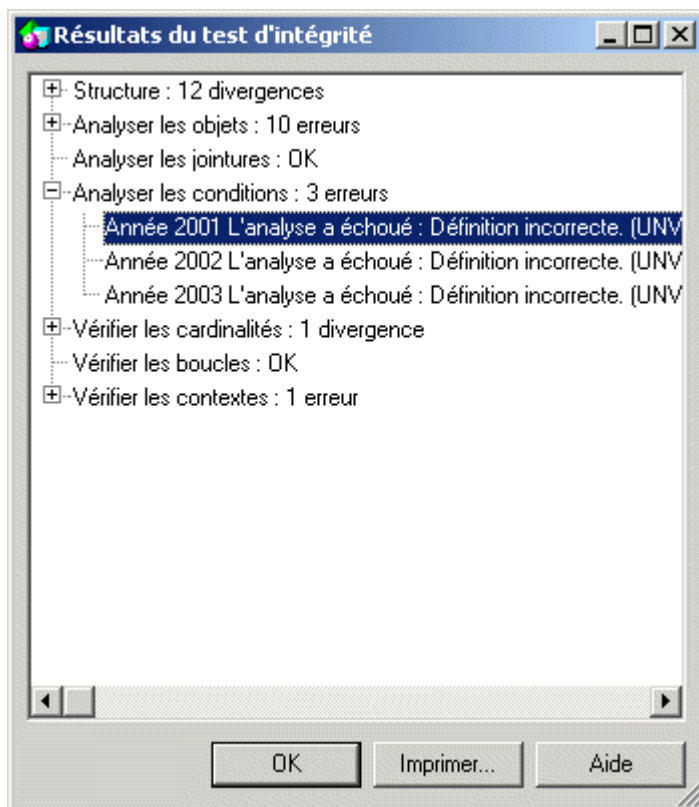 Résultats du test d'intégrité
Structure : 12 divergences
Analyser les objets : 10 erreurs
Analyser les jointures : OK
Analyser les conditions : 3 erreurs
Année 2001 L'analyse a échoué : Définition incorrecte. (UNV
Année 2002 L'analyse a échoué : Définition incorrecte. (UNV
Année 2003 L'analyse a échoué : Définition incorrecte. (UNV
Vérifier les cardinalités : 1 divergence
Vérifier les boucles : OK
Vérifier les contextes : 1 erreur
OK Imprimer... Aide